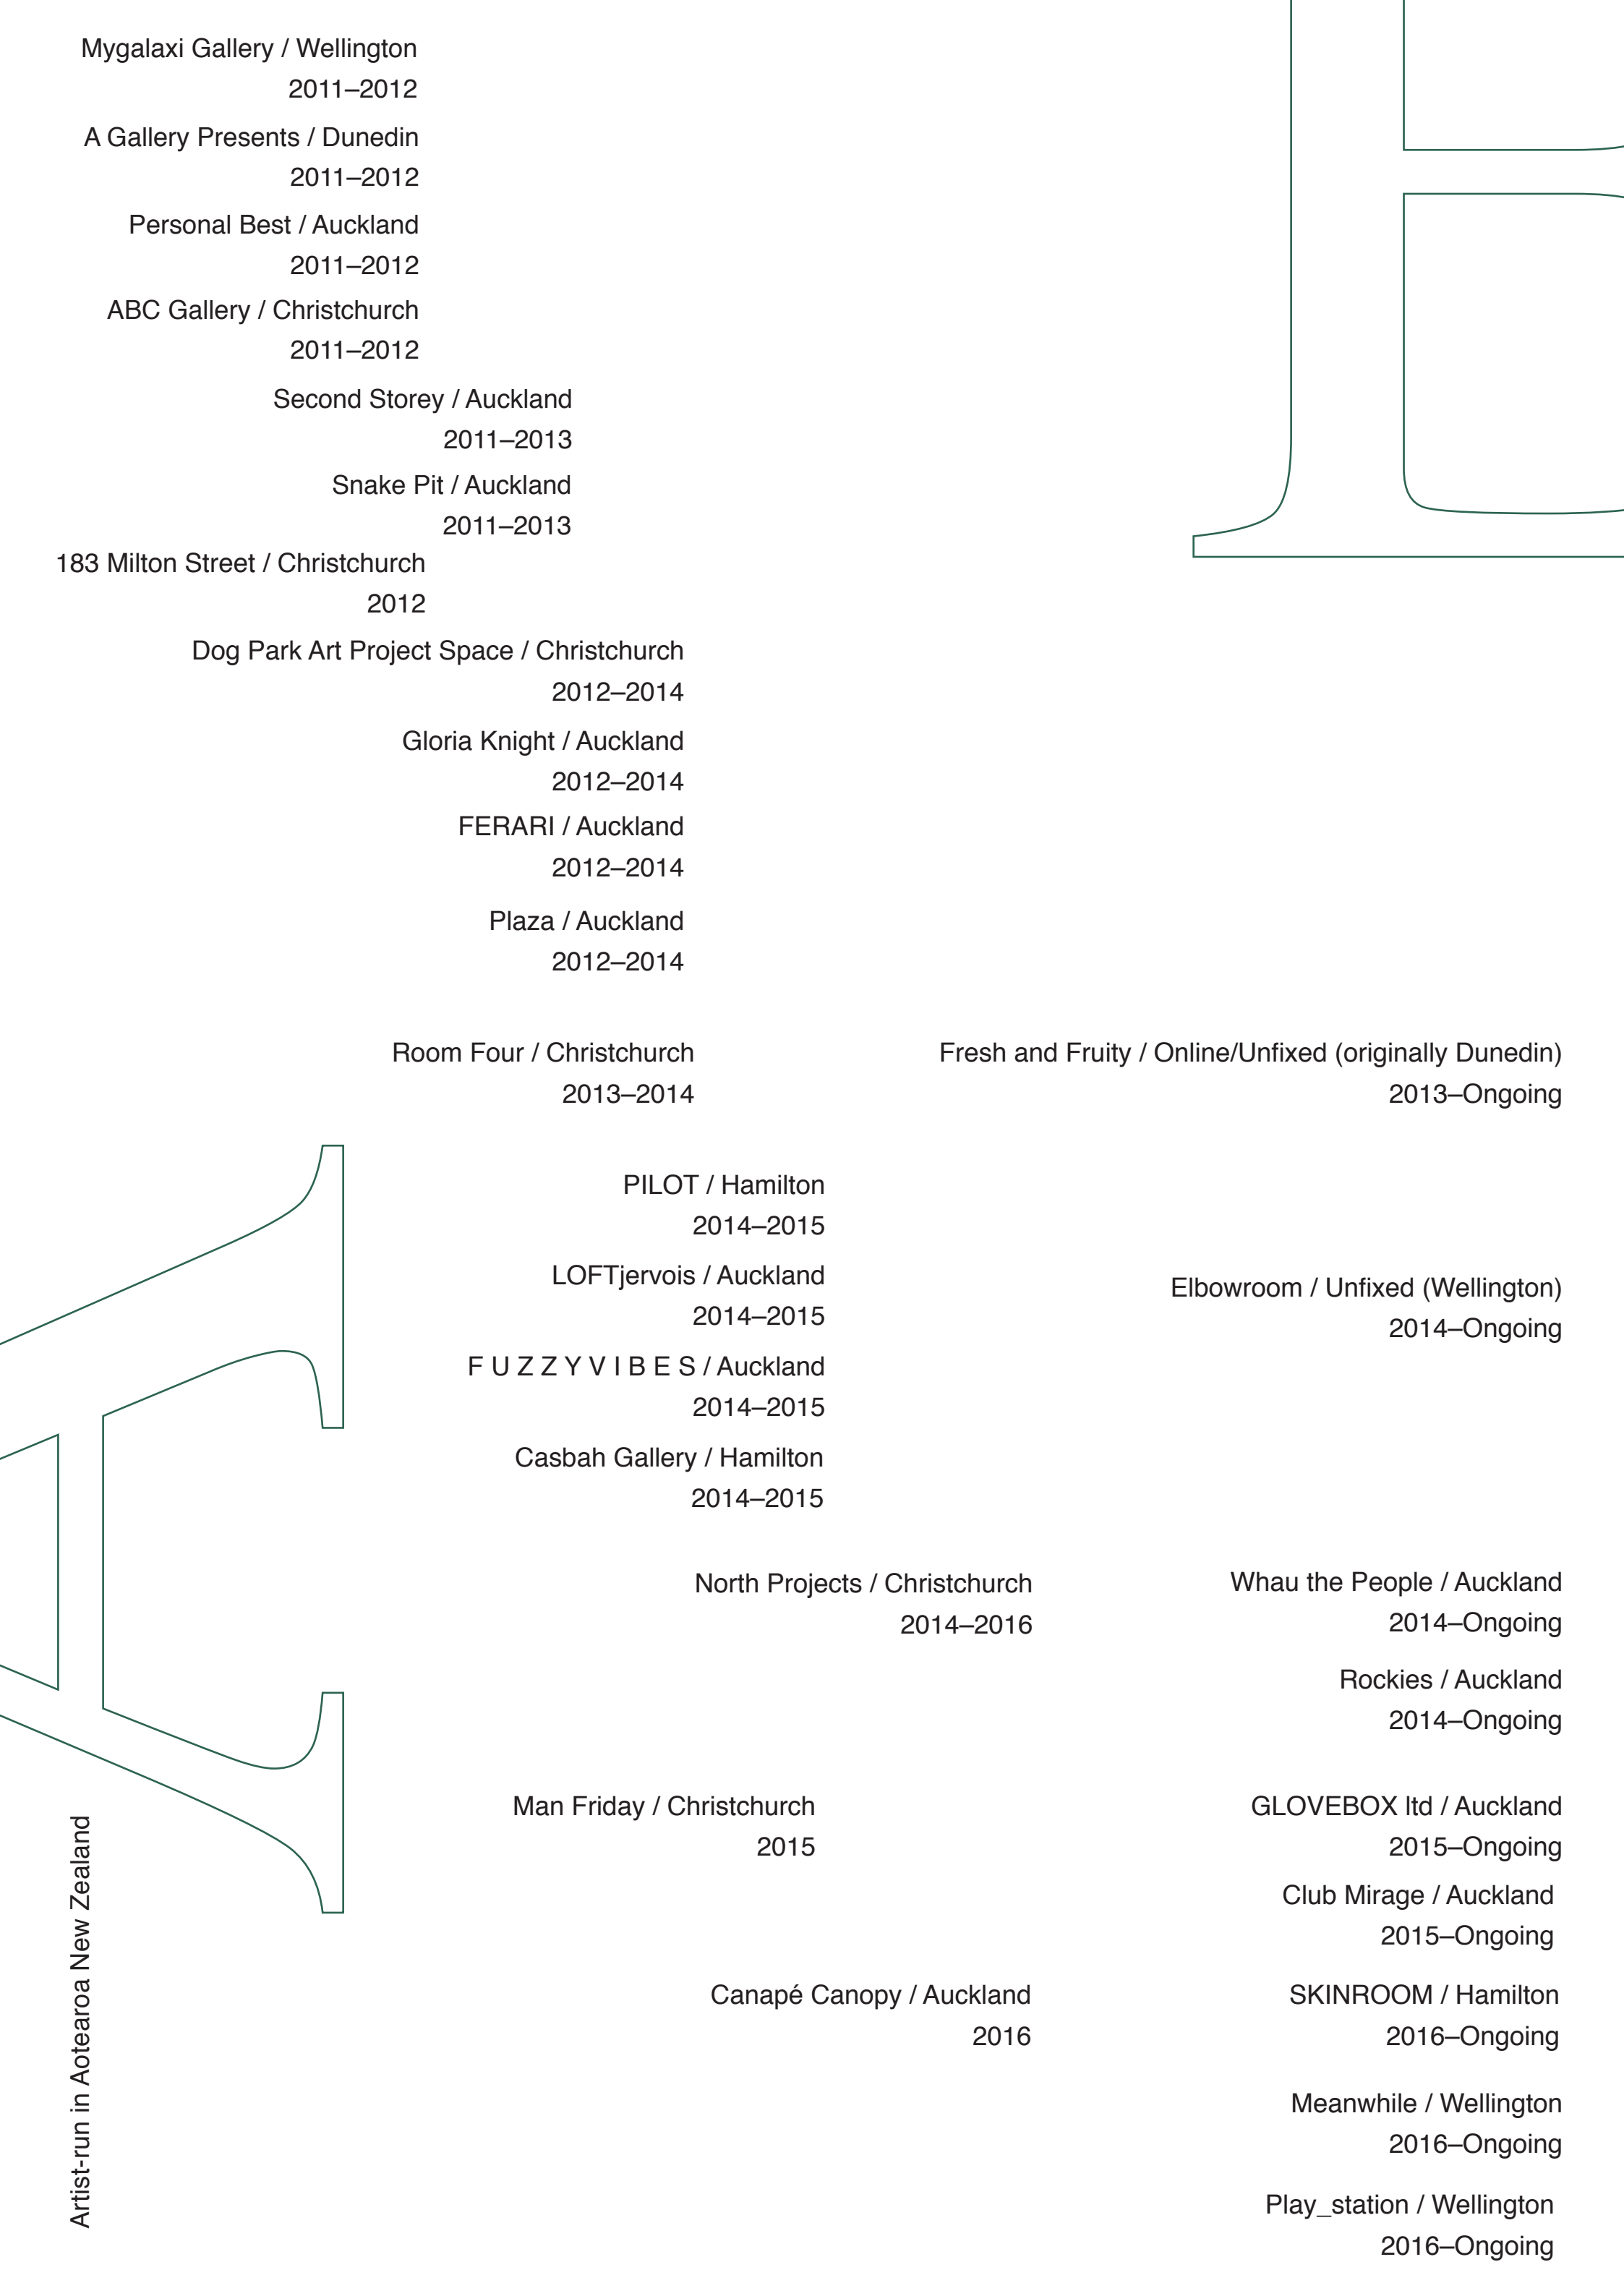 Mygalaxi Gallery / Wellington
2011–2012
A Gallery Presents / Dunedin
2011–2012
Personal Best / Auckland
2011–2012
ABC Gallery / Christchurch
2011–2012
Second Storey / Auckland
2011–2013
Snake Pit / Auckland
2011–2013
183 Milton Street / Christchurch
2012
Dog Park Art Project Space / Christchurch
2012–2014
Gloria Knight / Auckland
2012–2014
FERARI / Auckland
2012–2014
Plaza / Auckland
2012–2014
Room Four / Christchurch
2013–2014
Fresh and Fruity / Online/Unfixed (originally Dunedin)
2013–Ongoing
PILOT / Hamilton
2014–2015
LOFTjervois / Auckland
2014–2015
Elbowroom / Unfixed (Wellington)
2014–Ongoing
F U Z Z Y V I B E S / Auckland
2014–2015
Casbah Gallery / Hamilton
2014–2015
North Projects / Christchurch
2014–2016
Whau the People / Auckland
2014–Ongoing
Rockies / Auckland
2014–Ongoing
Man Friday / Christchurch
2015
GLOVEBOX ltd / Auckland
2015–Ongoing
Club Mirage / Auckland
2015–Ongoing
Canapé Canopy / Auckland
2016
SKINROOM / Hamilton
2016–Ongoing
Meanwhile / Wellington
2016–Ongoing
Play_station / Wellington
2016–Ongoing
Artist-run in Aotearoa New Zealand
A
E